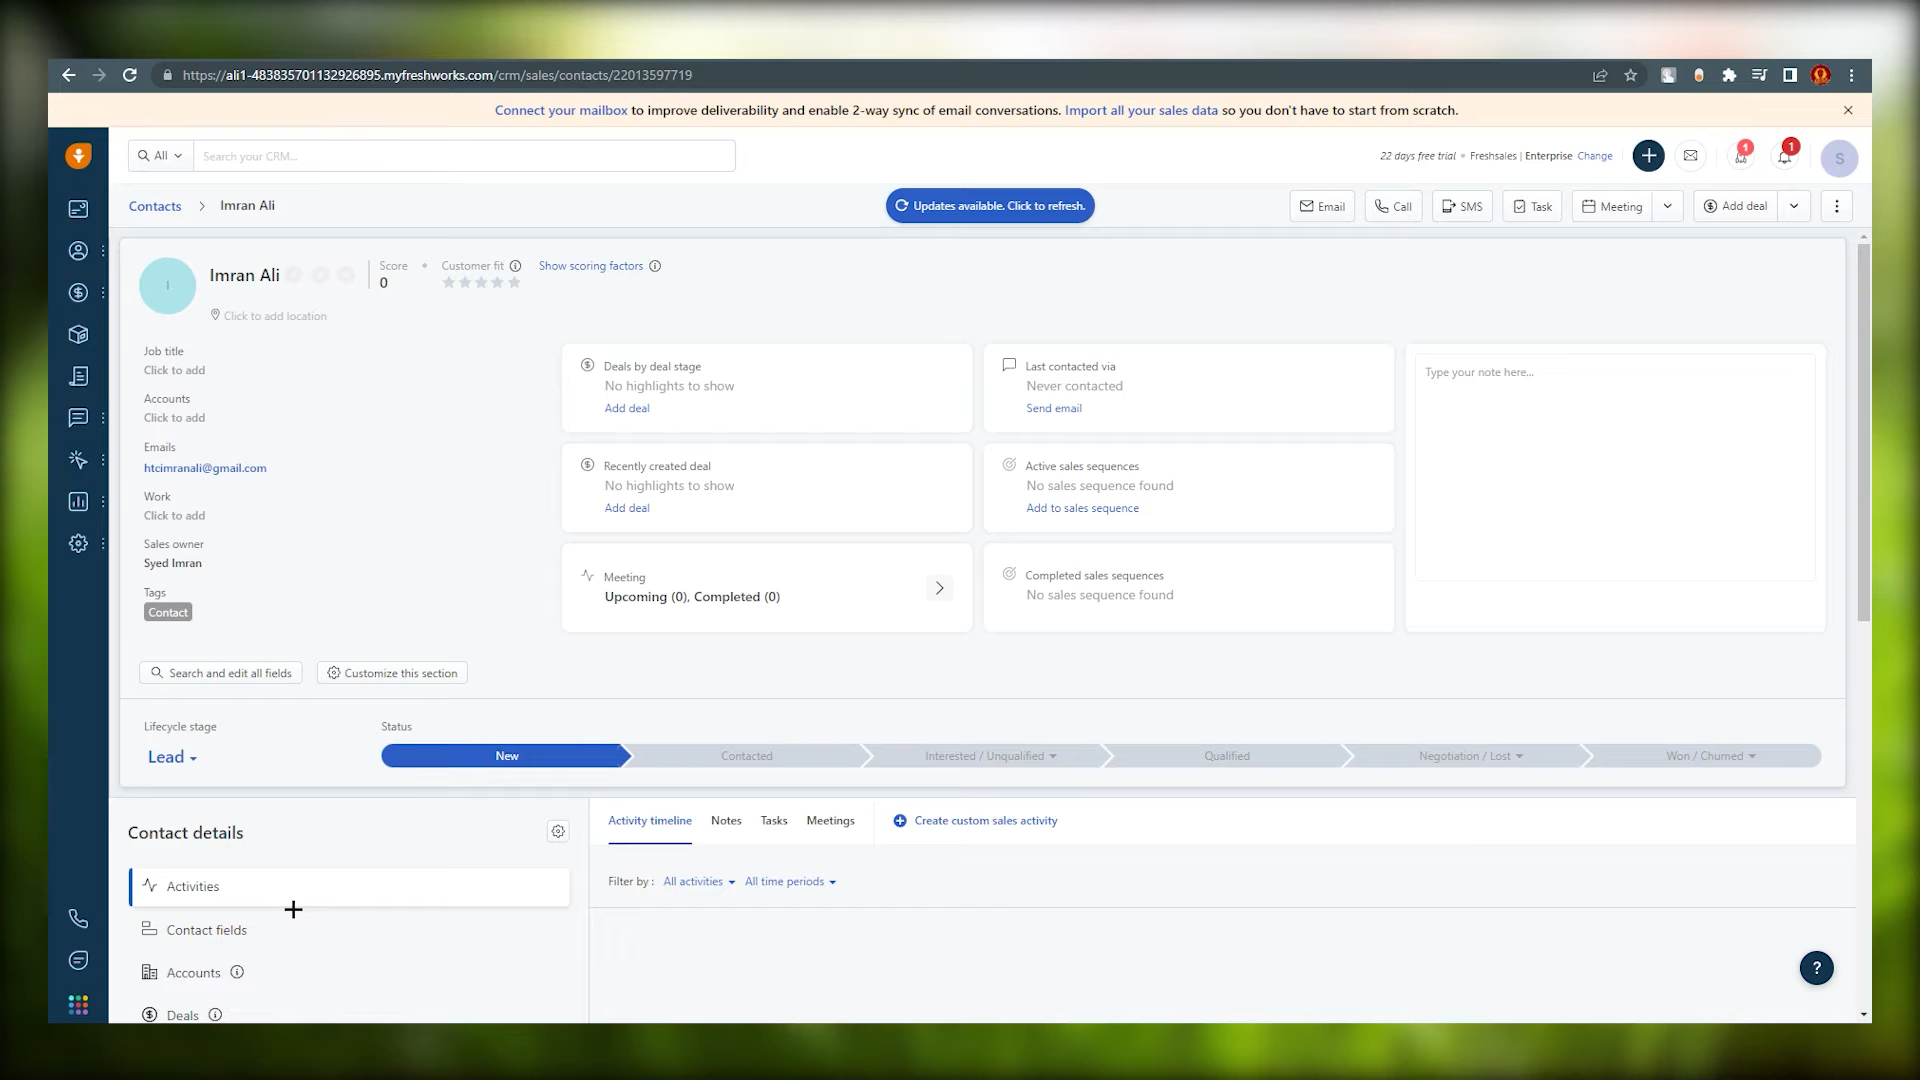 https://ali1-483835701132926895.myfreshworks.com/crm/sales/contacts/22013597719
Connect your mailbox to improve deliverability and enable 2-way sync of email conversations. Import all your sales data so you don't have to start from scratch.
All
Search your CRM...
22 days free trial • Freshsales | Enterprise Change
1
1
S
Contacts > Imran Ali
Updates available. Click to refresh.
Email
Call
SMS
Task
Meeting
Add deal
I
Imran Ali
Score
0
Customer fit
Show scoring factors
Click to add location
Job title
Click to add
Accounts
Click to add
Emails
htcimranali@gmail.com
Work
Click to add
Sales owner
Syed Imran
Tags
Contact
Deals by deal stage
No highlights to show
Add deal
Last contacted via
Never contacted
Send email
Type your note here...
Recently created deal
No highlights to show
Add deal
Active sales sequences
No sales sequence found
Add to sales sequence
Meeting
Upcoming (0), Completed (0)
Completed sales sequences
No sales sequence found
Search and edit all fields
Customize this section
Lifecycle stage
Lead
Status
New
Contacted
Interested / Unqualified
Qualified
Negotiation / Lost
Won / Churned
Contact details
Activities
Contact fields
Accounts
Deals
Activity timeline
Notes
Tasks
Meetings
Create custom sales activity
Filter by :
All activities
All time periods
?